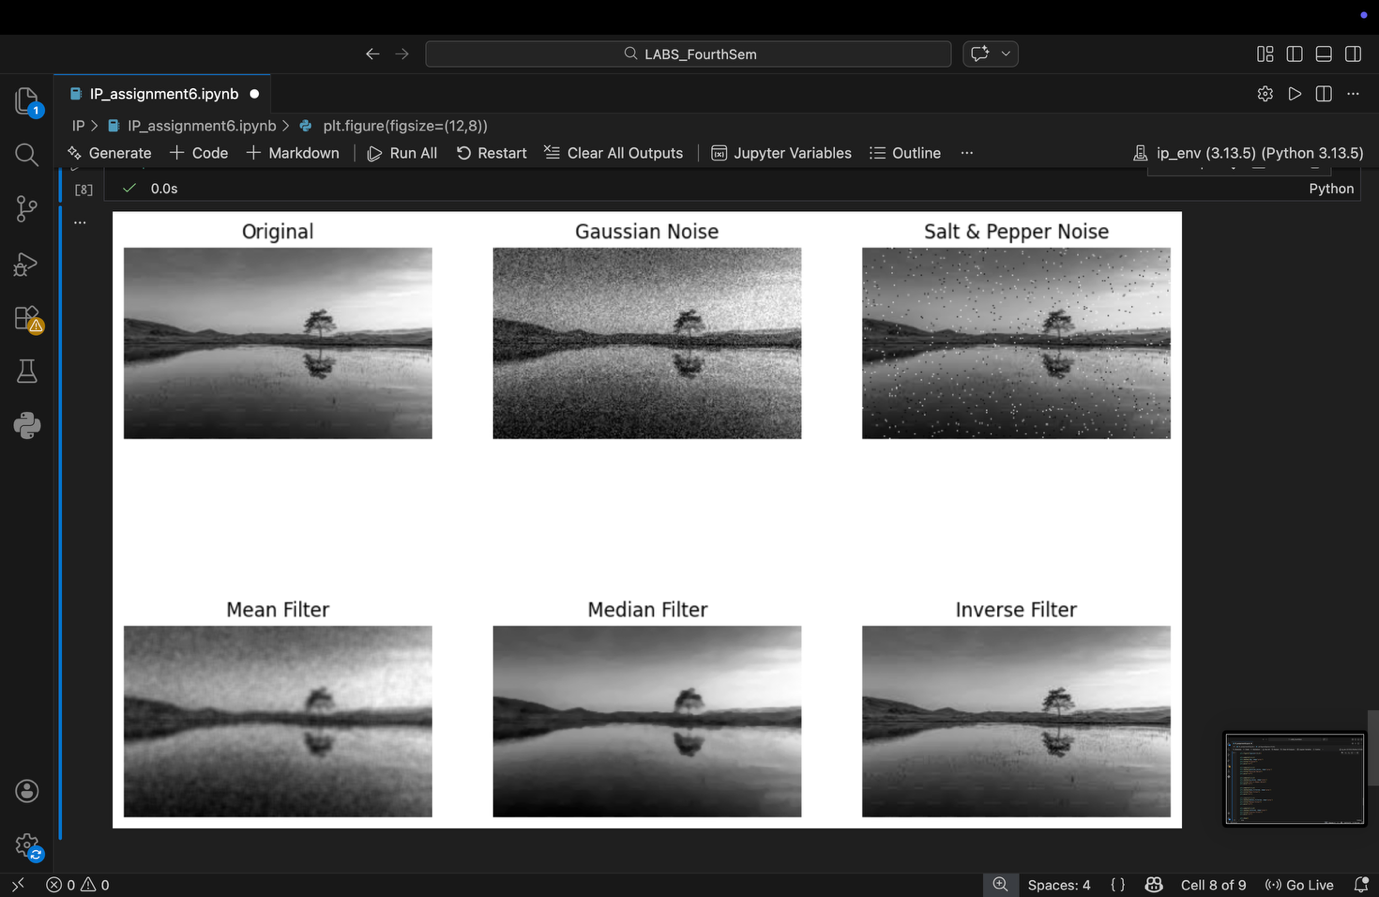 LABS_FourthSem
IP_assignment6.ipynb
1
IP > IP_assignment6.ipynb > plt.figure(figsize=(12,8))
Generate + Code + Markdown Run All Restart Clear All Outputs Jupyter Variables Outline ... ip_env (3.13.5) (Python 3.13.5)
[8] 0.0s Python
...
Original Gaussian Noise Salt & Pepper Noise
Mean Filter Median Filter Inverse Filter
0 0 Spaces: 4 {} Cell 8 of 9 Go Live